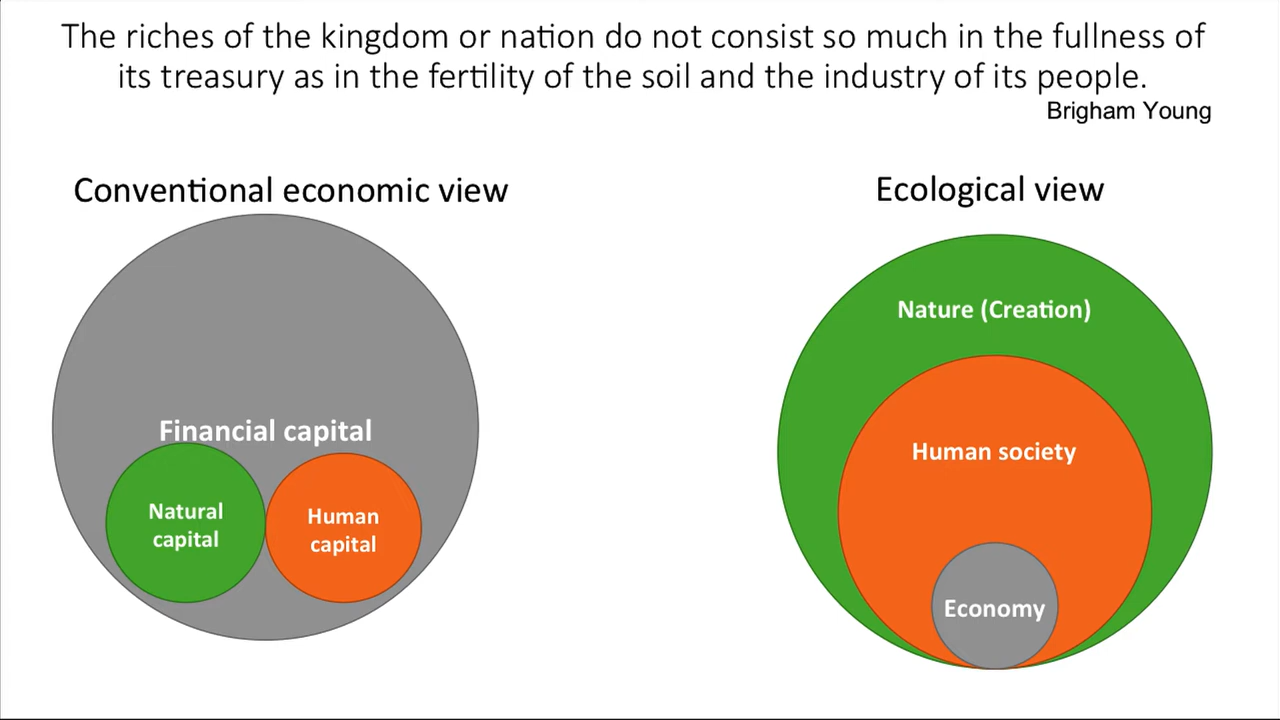 The riches of the kingdom or nation do not consist so much in the fullness of
its treasury as in the fertility of the soil and the industry of its people.
Brigham Young
Conventional economic view
Financial capital
Natural
capital
Human
capital
Ecological view
Nature (Creation)
Human society
Economy